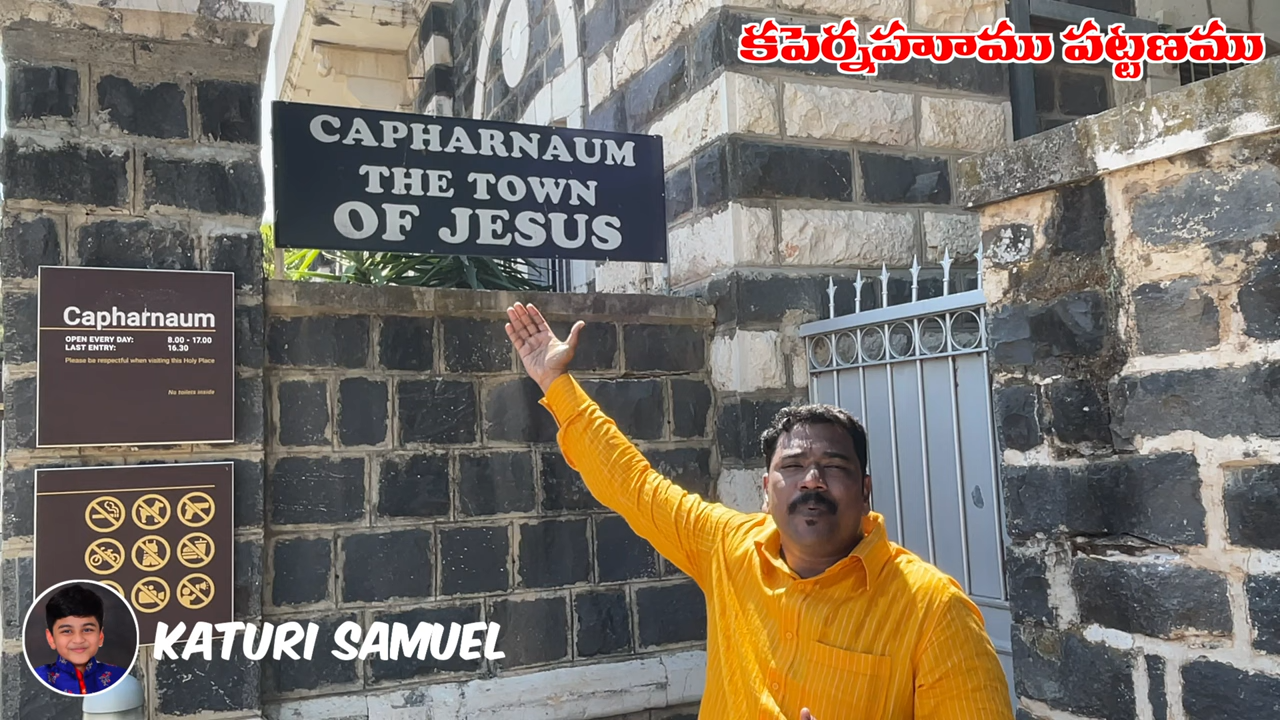 కపెర్నహూము పట్టణము
CAPHARNAUM
THE TOWN
OF JESUS
Capharnaum
OPEN EVERY DAY: 8.00 - 17.00
LAST ENTRY: 16.30
Please be respectful when visiting this Holy Place
No toilets inside
KATURI SAMUEL